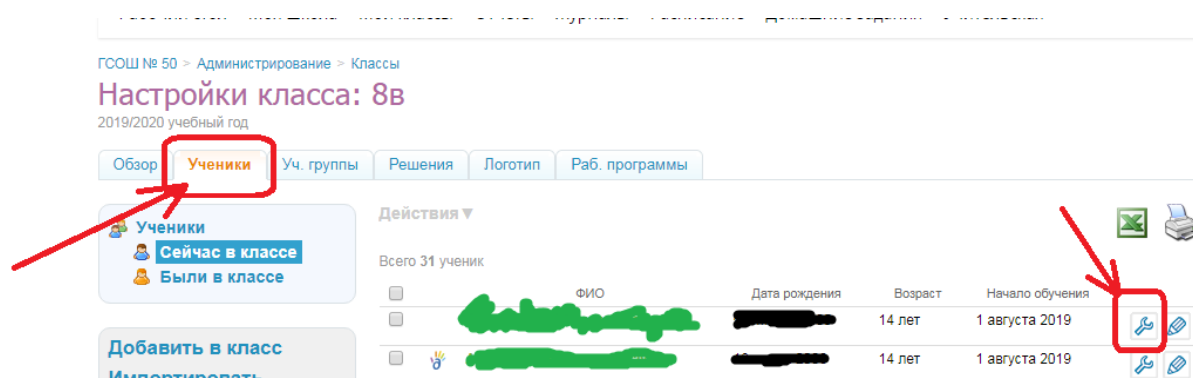 ГСОШ № 50 > Администрирование > Классы
Настройки класса: 8в
2019/2020 учебный год
Обзор Ученики Уч. группы Решения Логотип Раб. программы
Ученики
Сейчас в классе
Были в классе
Действия▼
Всего 31 ученик
ФИО Дата рождения Возраст Начало обучения
14 лет 1 августа 2019
14 лет 1 августа 2019
Добавить в класс
Импортировать